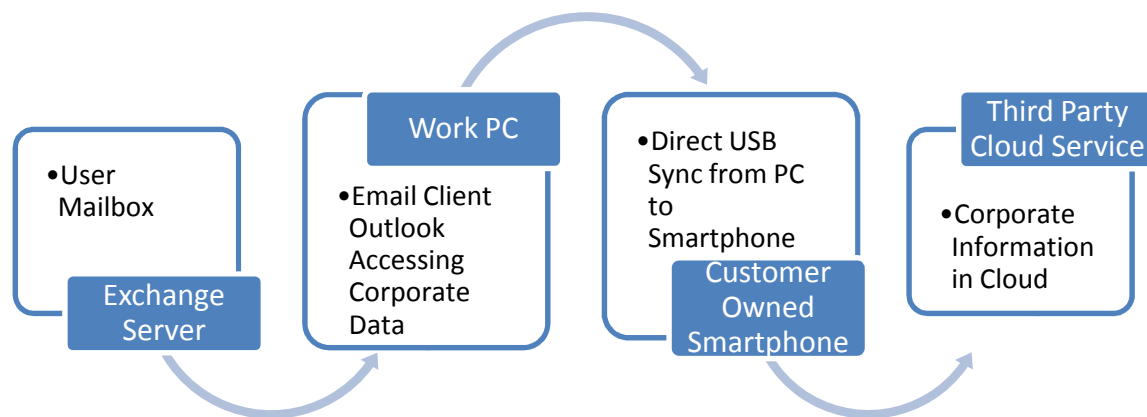 •User
Mailbox
Exchange
Server
Work PC
•Email Client
Outlook
Accessing
Corporate
Data
•Direct USB
Sync from PC
to
Smartphone
Customer
Owned
Smartphone
Third Party
Cloud Service
•Corporate
Information
in Cloud